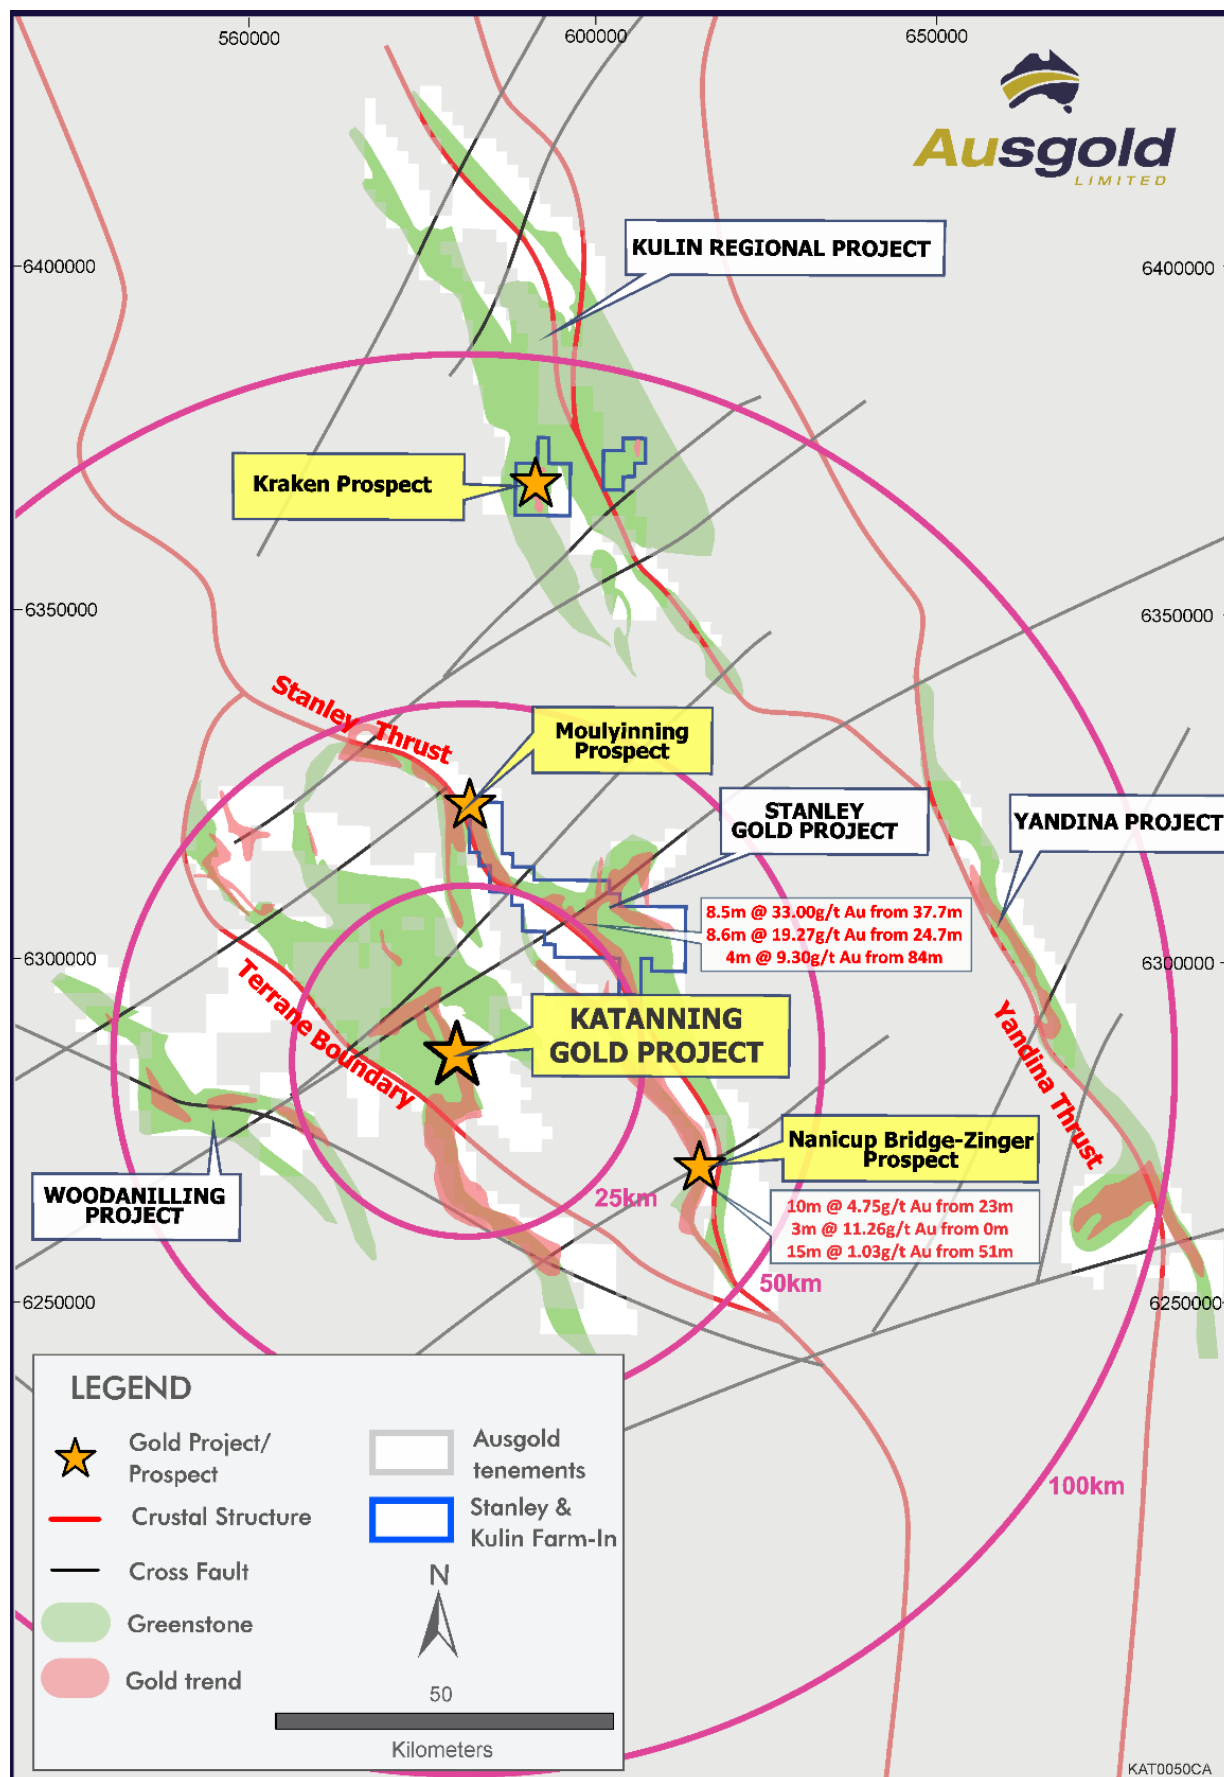 560000
600000
650000
Ausgold
LIMITED
KULIN REGIONAL PROJECT
6400000
6400000
Kraken Prospect
6350000
6350000
Stanley Thrust
Moulyinning
Prospect
STANLEY
GOLD PROJECT
YANDINA PROJECT
8.5m @ 33.00g/t Au from 37.7m
8.6m @ 19.27g/t Au from 24.7m
4m @ 9.30g/t Au from 84m
6300000
6300000
Terrane Boundary
KATANNING
GOLD PROJECT
Yandina Thrust
Nanicup Bridge-Zinger
Prospect
WOODANILLING
PROJECT
25km
10m @ 4.75g/t Au from 23m
3m @ 11.26g/t Au from 0m
15m @ 1.03g/t Au from 51m
50km
6250000
6250000
100km
LEGEND
Gold Project/
Prospect
Crustal Structure
Cross Fault
Greenstone
Gold trend
Ausgold
tenements
Stanley &
Kulin Farm-In
N
50
Kilometers
KAT0050CA